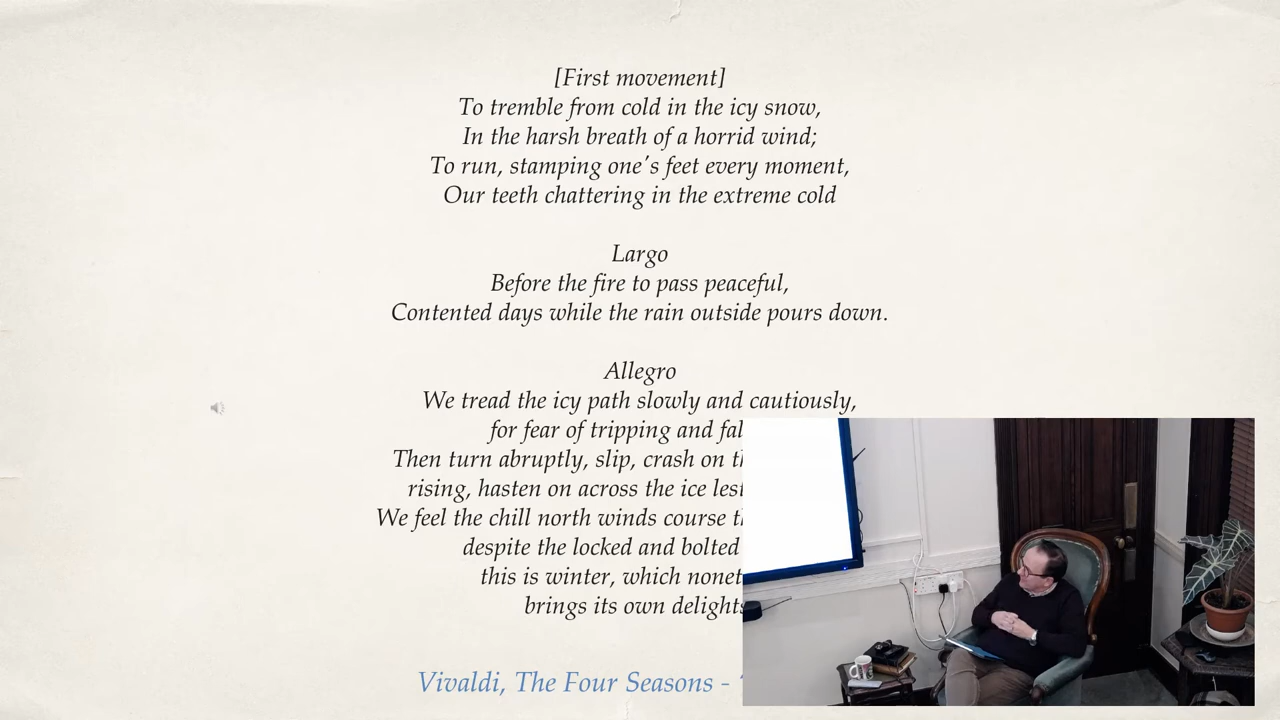 [First movement]
To tremble from cold in the icy snow,
In the harsh breath of a horrid wind;
To run, stamping one's feet every moment,
Our teeth chattering in the extreme cold
Largo
Before the fire to pass peaceful,
Contented days while the rain outside pours down.
Allegro
We tread the icy path slowly and cautiously,
for fear of tripping and
Then turn abruptly, slip, crash on
rising, hasten on across the ice lest
We feel the chill north winds course
despite the locked and bolted
this is winter, which
brings its own delights
Vivaldi, The Four Seasons -